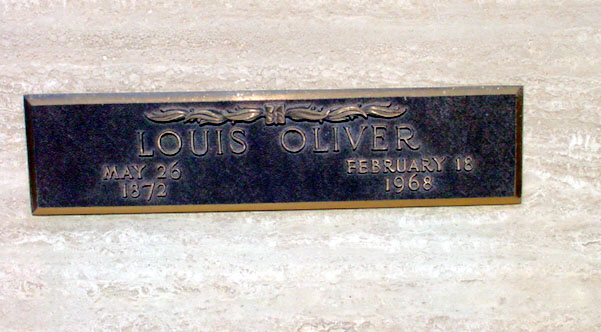 LOUIS OLIVER
MAY 26 FEBRUARY 18
1872 1968